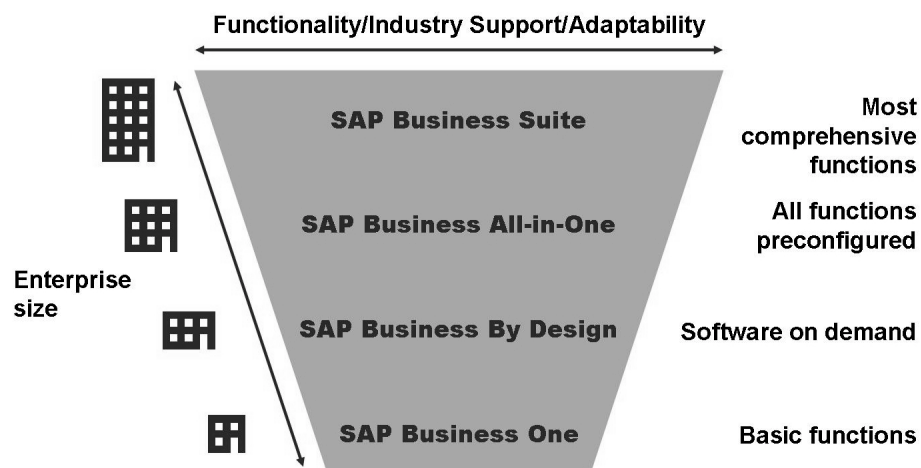 Functionality/Industry Support/Adaptability
SAP Business Suite
Most
comprehensive
functions
SAP Business All-in-One
All functions
preconfigured
Enterprise
size
SAP Business By Design
Software on demand
SAP Business One
Basic functions